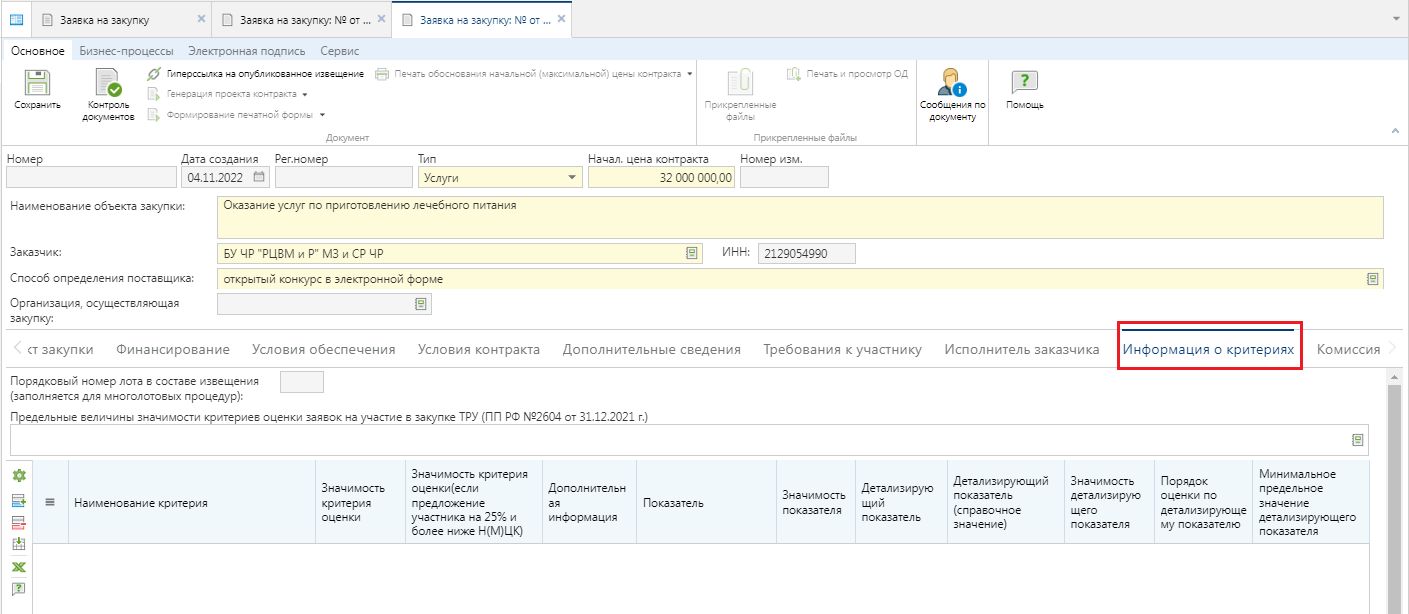 Заявка на закупку
Заявка на закупку: № от ...
Заявка на закупку: № от ...
Основное Бизнес-процессы Электронная подпись Сервис
Сохранить
Контроль
документов
Гиперссылка на опубликованное извещение
Генерация проекта контракта
Формирование печатной формы
Печать обоснования начальной (максимальной) цены контракта
Документ
Прикрепленные
файлы
Печать и просмотр ОД
Прикрепленные файлы
Сообщения по
документу
Помощь
Номер Дата создания Рег.номер Тип Начал. цена контракта Номер изм.
04.11.2022 Услуги 32 000 000,00
Наименование объекта закупки: Оказание услуг по приготовлению лечебного питания
Заказчик: БУ ЧР "РЦВМ и Р" МЗ и СР ЧР ИНН: 2129054990
Способ определения поставщика: открытый конкурс в электронной форме
Организация, осуществляющая
закупку:
кт закупки Финансирование Условия обеспечения Условия контракта Дополнительные сведения Требования к участнику Исполнитель заказчика Информация о критериях Комиссия
Порядковый номер лота в составе извещения
(заполняется для многолотовых процедур):
Предельные величины значимости критериев оценки заявок на участие в закупке ТРУ (ПП РФ №2604 от 31.12.2021 г.)
Наименование критерия
Значимость
критерия
оценки
Значимость критерия
оценки(если
предложение
участника на 25% и
более ниже Н(М)ЦК)
Дополнительн
ая
информация
Показатель
Значимость
показателя
Детализирую
щий
показатель
Детализирующий
показатель
(справочное
значение)
Значимость
детализирую
щего
показателя
Порядок
оценки по
детализирующе
му показателю
Минимальное
предельное
значение
детализирующего
показателя